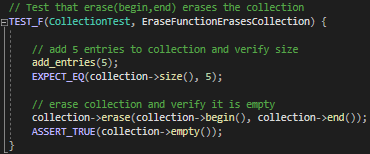 // Test that erase(begin,end) erases the collection
TEST_F(CollectionTest, EraseFunctionErasesCollection) {
// add 5 entries to collection and verify size
add_entries(5);
EXPECT_EQ(collection->size(), 5);
// erase collection and verify it is empty
collection->erase(collection->begin(), collection->end());
ASSERT_TRUE(collection->empty());
}